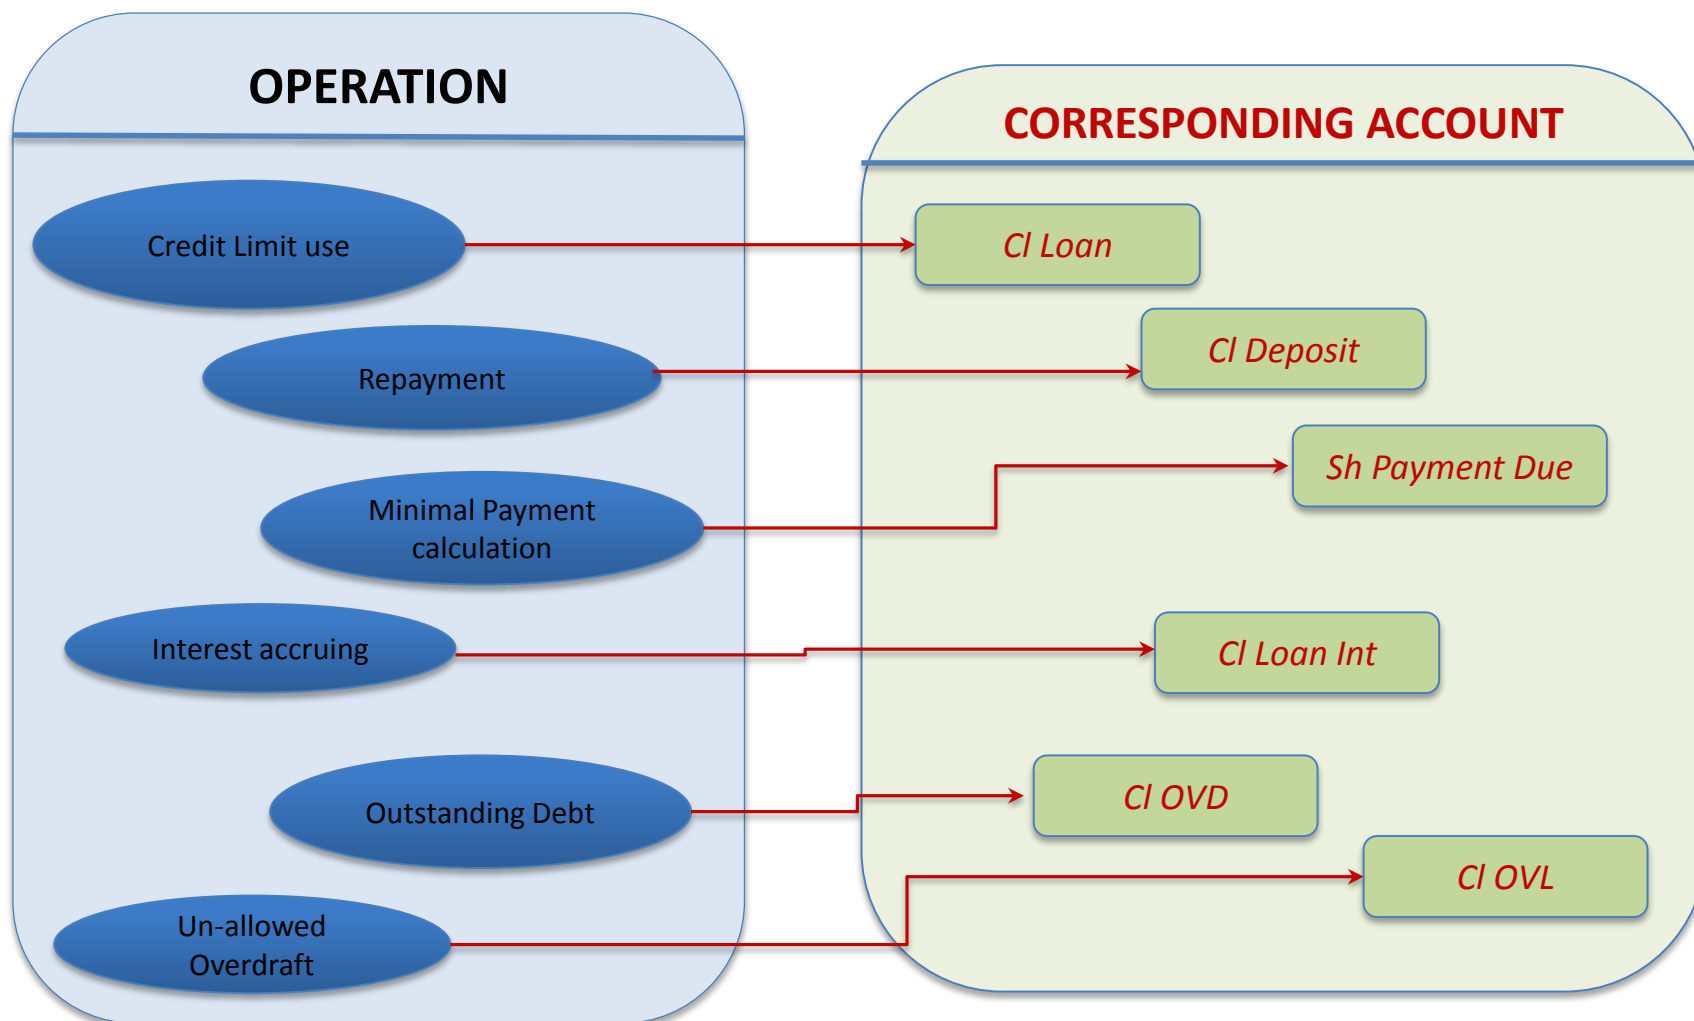 OPERATION
CORRESPONDING ACCOUNT
Credit Limit use
Cl Loan
Repayment
Cl Deposit
Minimal Payment
calculation
Sh Payment Due
Interest accruing
Cl Loan Int
Outstanding Debt
Cl OVD
Un-allowed
Overdraft
Cl OVL